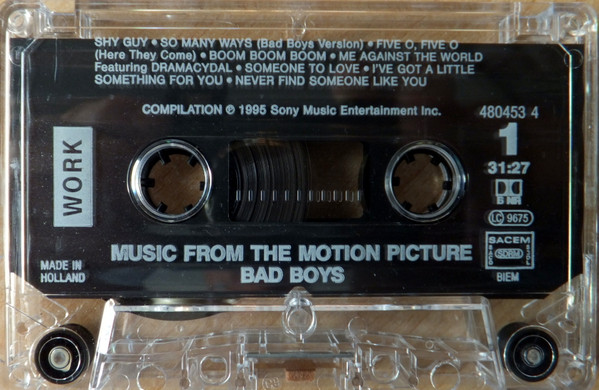 SHY GUY • SO MANY WAYS (Bad Boys Version) • FIVE O, FIVE O
(Here They Come) • BOOM BOOM BOOM • ME AGAINST THE WORLD
Featuring DRAMACYDAL • SOMEONE TO LOVE • I'VE GOT A LITTLE
SOMETHING FOR YOU • NEVER FIND SOMEONE LIKE YOU
COMPILATION ℗ 1995 Sony Music Entertainment Inc.
480453 4
1
31:27
WORK
B NR
LC 9675
MUSIC FROM THE MOTION PICTURE
BAD BOYS
SACEM
SDRM
BIEM
MADE IN
HOLLAND